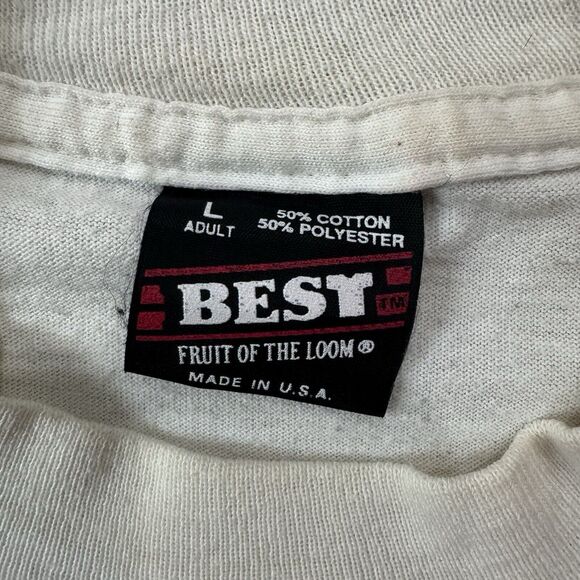 L
ADULT
50% COTTON
50% POLYESTER
BEST TM
FRUIT OF THE LOOM®
MADE IN U.S.A.